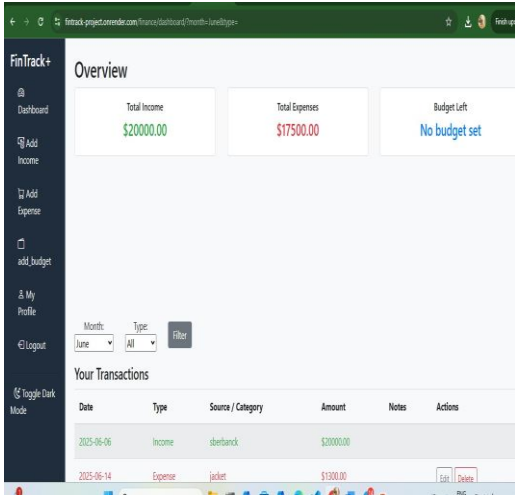 fintrack-project.onrender.com/finance/dashboard/?month=June&type=
FinTrack+
Dashboard
Add
Income
Add
Expense
add_budget
My
Profile
Logout
Toggle Dark
Mode
Overview
Total Income
$20000.00
Total Expenses
$17500.00
Budget Left
No budget set
Month:
Type:
June
All
Filter
Your Transactions
Date Type Source / Category Amount Notes Actions
2025-06-06 Income sberbanck $20000.00
2025-06-14 Expense jacket $1300.00 Edit Delete